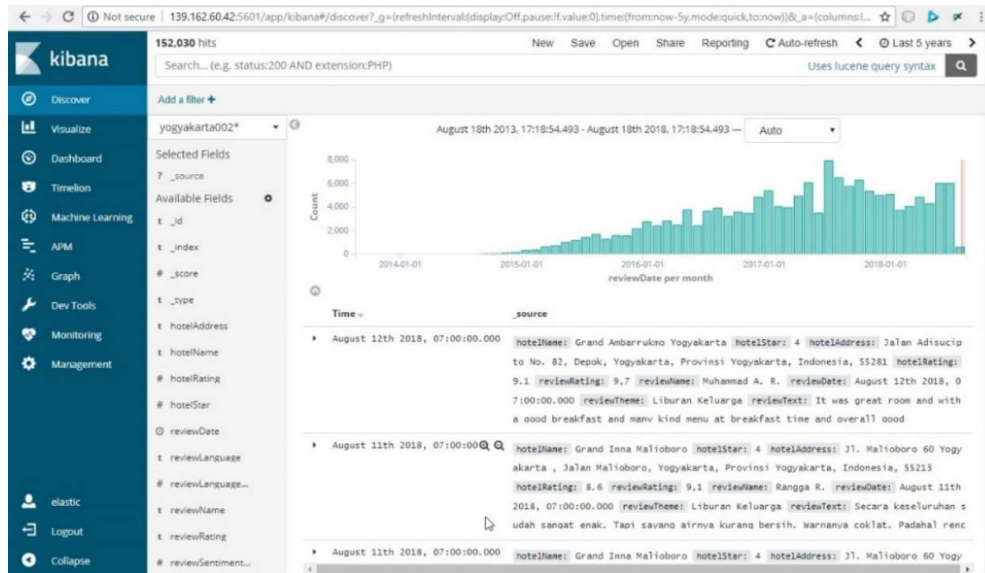 Not secure 139.162.60.42:5601/app/kibana#/discover?_g=(refreshInterval:(display:Off,pause:!f,value:0),time:(from:now-5y,mode:quick,to:now))&_a=(columns:!...
kibana
Discover
Visualize
Dashboard
Timelion
Machine Learning
APM
Graph
Dev Tools
Monitoring
Management
elastic
Logout
Collapse
152,030 hits
New Save Open Share Reporting Auto-refresh Last 5 years
Search... (e.g. status:200 AND extension:PHP) Uses lucene query syntax
Add a filter
yogyakarta002*
Selected Fields
? _source
Available Fields
t _id
t _index
# _score
t _type
t hotelAddress
t hotelName
# hotelRating
# hotelStar
reviewDate
t reviewLanguage
# reviewLanguage...
t reviewName
t reviewRating
# reviewSentiment...
August 18th 2013, 17:18:54.493 - August 18th 2018, 17:18:54.493 — Auto
Count
8,000
6,000
4,000
2,000
0
2014-01-01 2015-01-01 2016-01-01 2017-01-01 2018-01-01
reviewDate per month
Time _source
August 12th 2018, 07:00:00.000 hotelName: Grand Ambarrukmo Yogyakarta hotelStar: 4 hotelAddress: Jalan Adisucip
to No. 82, Depok, Yogyakarta, Provinsi Yogyakarta, Indonesia, 55281 hotelRating:
9.1 reviewRating: 9,7 reviewName: Muhammad A. R. reviewDate: August 12th 2018, 0
7:00:00.000 reviewTheme: Liburan Keluarga reviewText: It was great room and with
a good breakfast and many kind menu at breakfast time and overall good
August 11th 2018, 07:00:00 hotelName: Grand Inna Malioboro hotelStar: 4 hotelAddress: Jl. Malioboro 60 Yogy
akarta , Jalan Malioboro, Yogyakarta, Provinsi Yogyakarta, Indonesia, 55213
hotelRating: 8.6 reviewRating: 9,1 reviewName: Rangga R. reviewDate: August 11th
2018, 07:00:00.000 reviewTheme: Liburan Keluarga reviewText: Secara keseluruhan s
udah sangat enak. Tapi sayang airnya kurang bersih. Warnanya coklat. Padahal renc
August 11th 2018, 07:00:00.000 hotelName: Grand Inna Malioboro hotelStar: 4 hotelAddress: Jl. Malioboro 60 Yogy